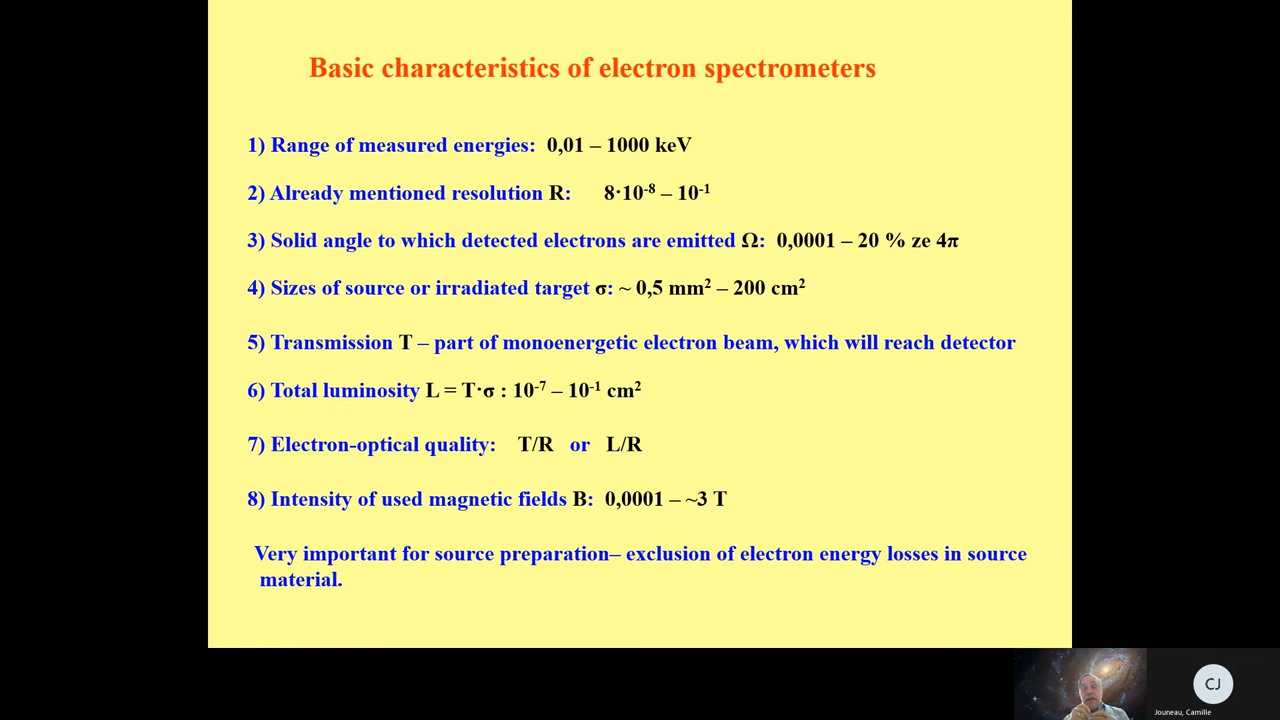 Basic characteristics of electron spectrometers
1) Range of measured energies: 0,01 – 1000 keV
2) Already mentioned resolution R: 8·10⁻⁸ – 10⁻¹
3) Solid angle to which detected electrons are emitted Ω: 0,0001 – 20 % ze 4π
4) Sizes of source or irradiated target σ: ~ 0,5 mm² – 200 cm²
5) Transmission T – part of monoenergetic electron beam, which will reach detector
6) Total luminosity L = T·σ : 10⁻⁷ – 10⁻¹ cm²
7) Electron-optical quality: T/R or L/R
8) Intensity of used magnetic fields B: 0,0001 – ~3 T
Very important for source preparation– exclusion of electron energy losses in source
material.
CJ
Jouneau, Camille